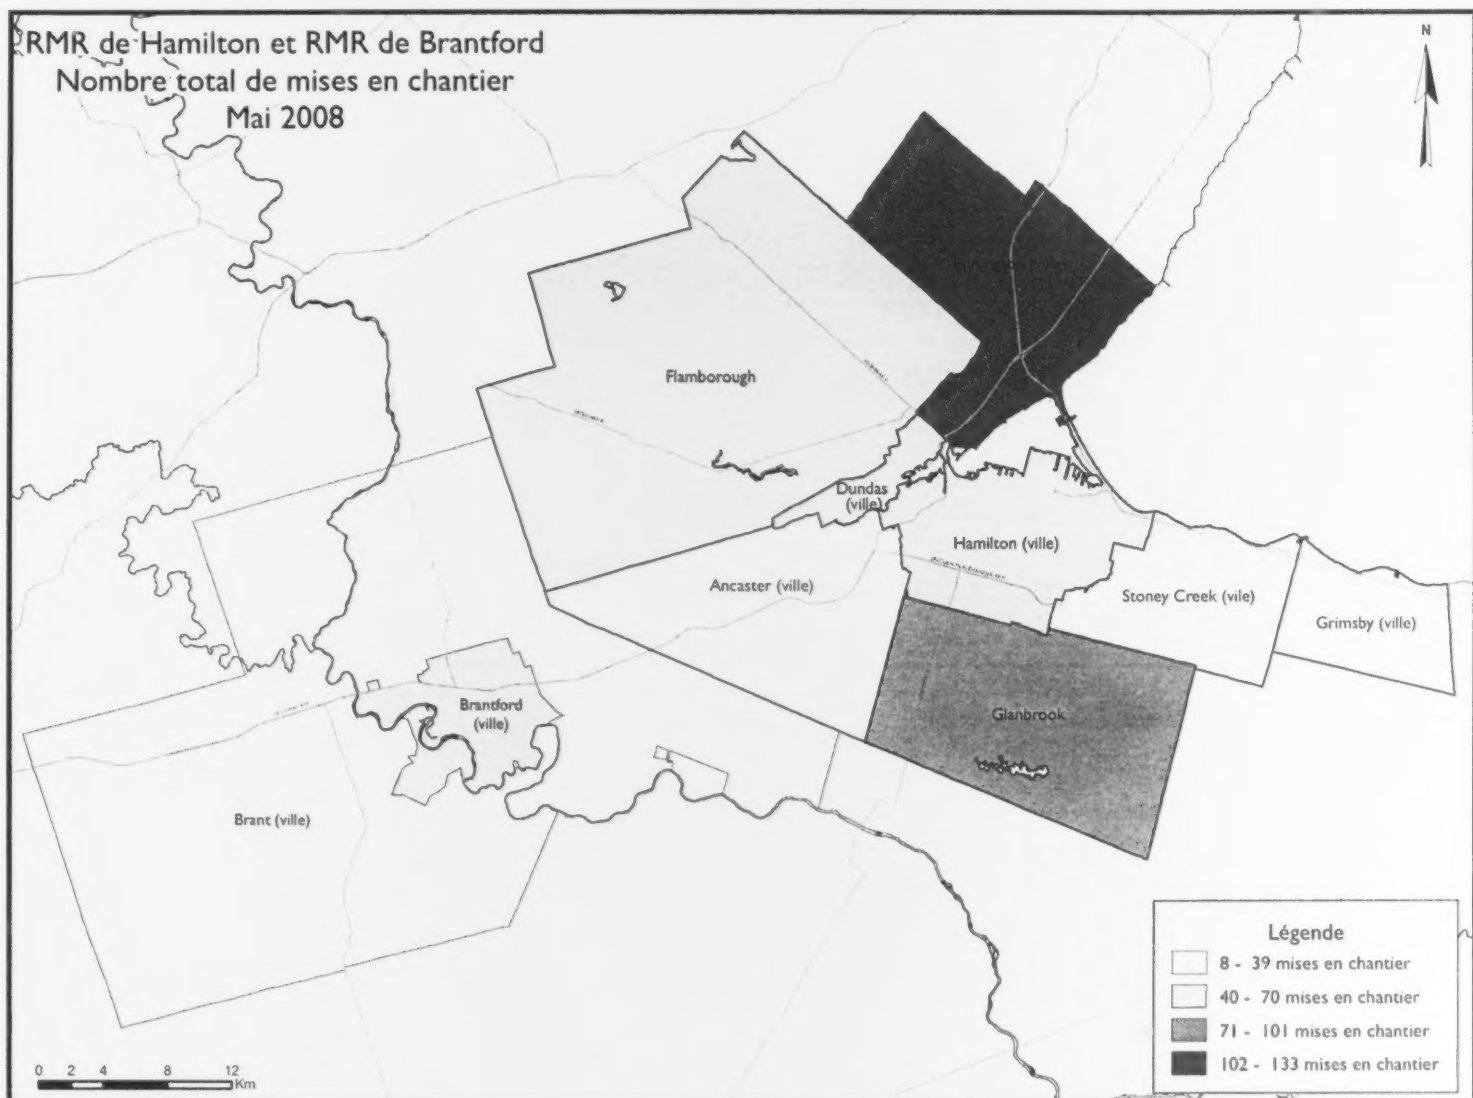 RMR de Hamilton et RMR de Brantford
Nombre total de mises en chantier
Mai 2008
N
Flamborough
Dundas
(ville)
Hamilton (ville)
Ancaster (ville)
Stoney Creek (vile)
Grimsby (ville)
Brantford
(ville)
Glanbrook
Brant (ville)
Légende
8 - 39 mises en chantier
40 - 70 mises en chantier
71 - 101 mises en chantier
102 - 133 mises en chantier
0 2 4 8 12
Km